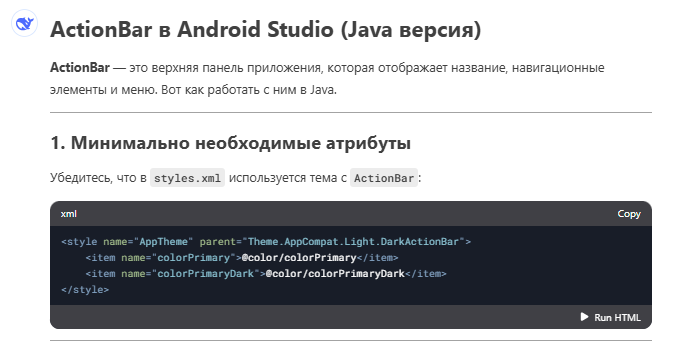 ActionBar в Android Studio (Java версия)
ActionBar — это верхняя панель приложения, которая отображает название, навигационные
элементы и меню. Вот как работать с ним в Java.
1. Минимально необходимые атрибуты
Убедитесь, что в styles.xml используется тема с ActionBar:
xml Copy
<style name="AppTheme" parent="Theme.AppCompat.Light.DarkActionBar">
    <item name="colorPrimary">@color/colorPrimary</item>
    <item name="colorPrimaryDark">@color/colorPrimaryDark</item>
</style>
Run HTML